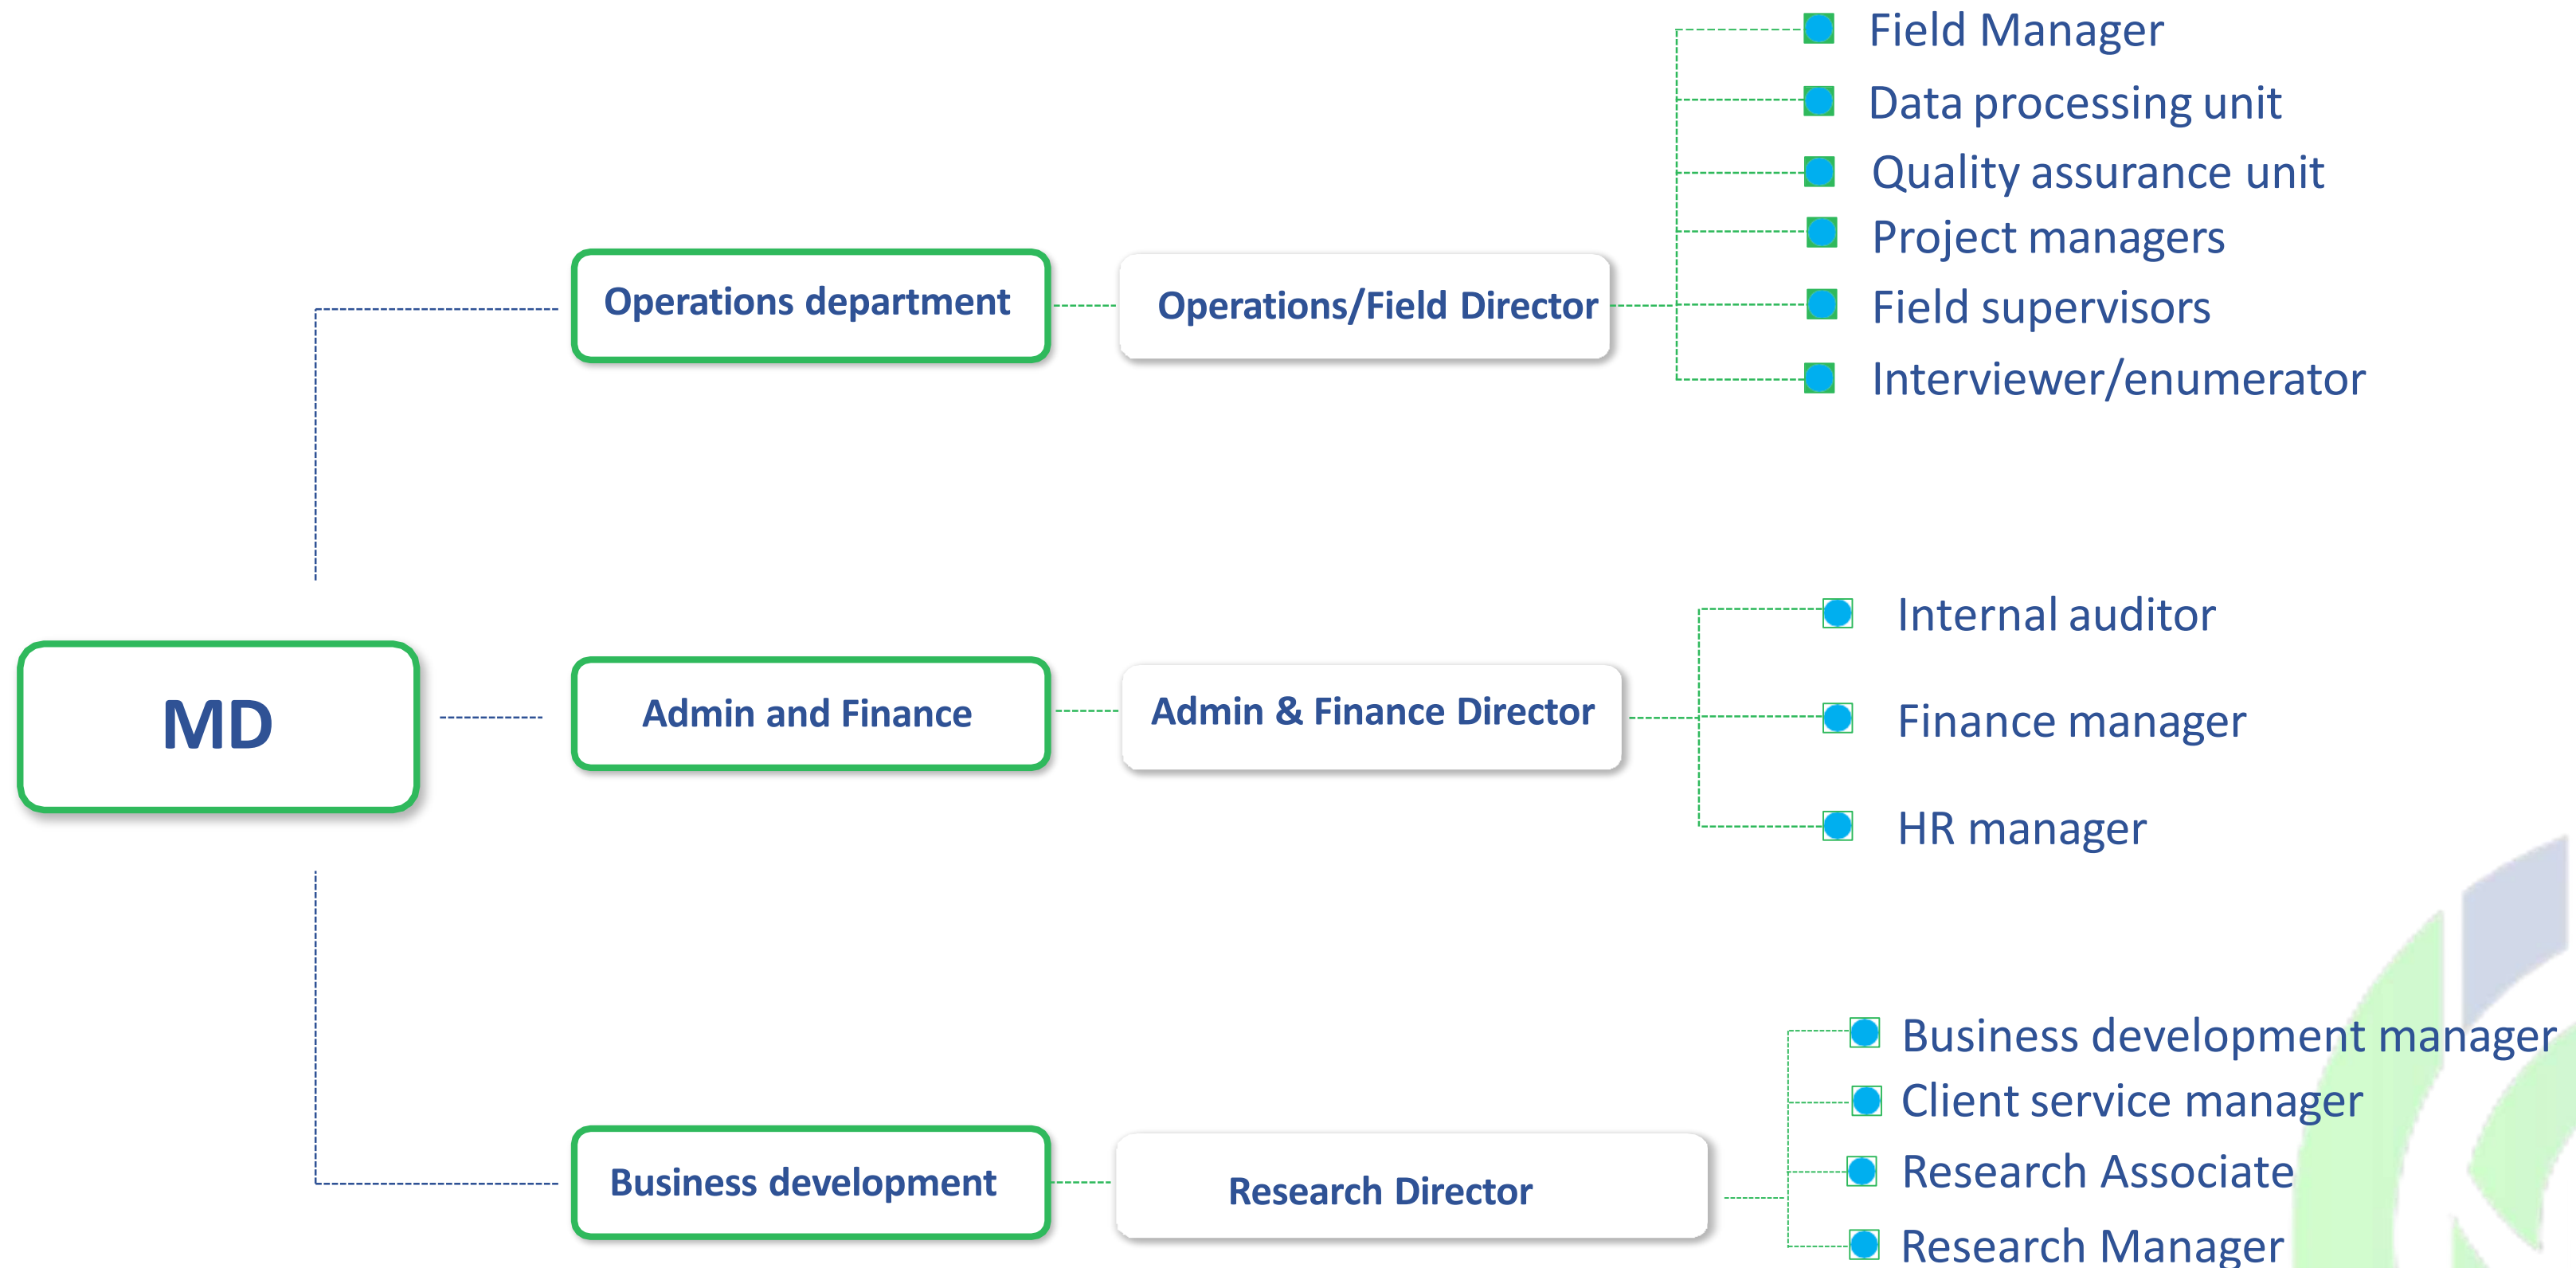 Field Manager
Data processing unit
Quality assurance unit
Project managers
Field supervisors
Interviewer/enumerator
Operations department
Operations/Field Director
MD
Admin and Finance
Admin & Finance Director
Internal auditor
Finance manager
HR manager
Business development
Research Director
Business development manager
Client service manager
Research Associate
Research Manager